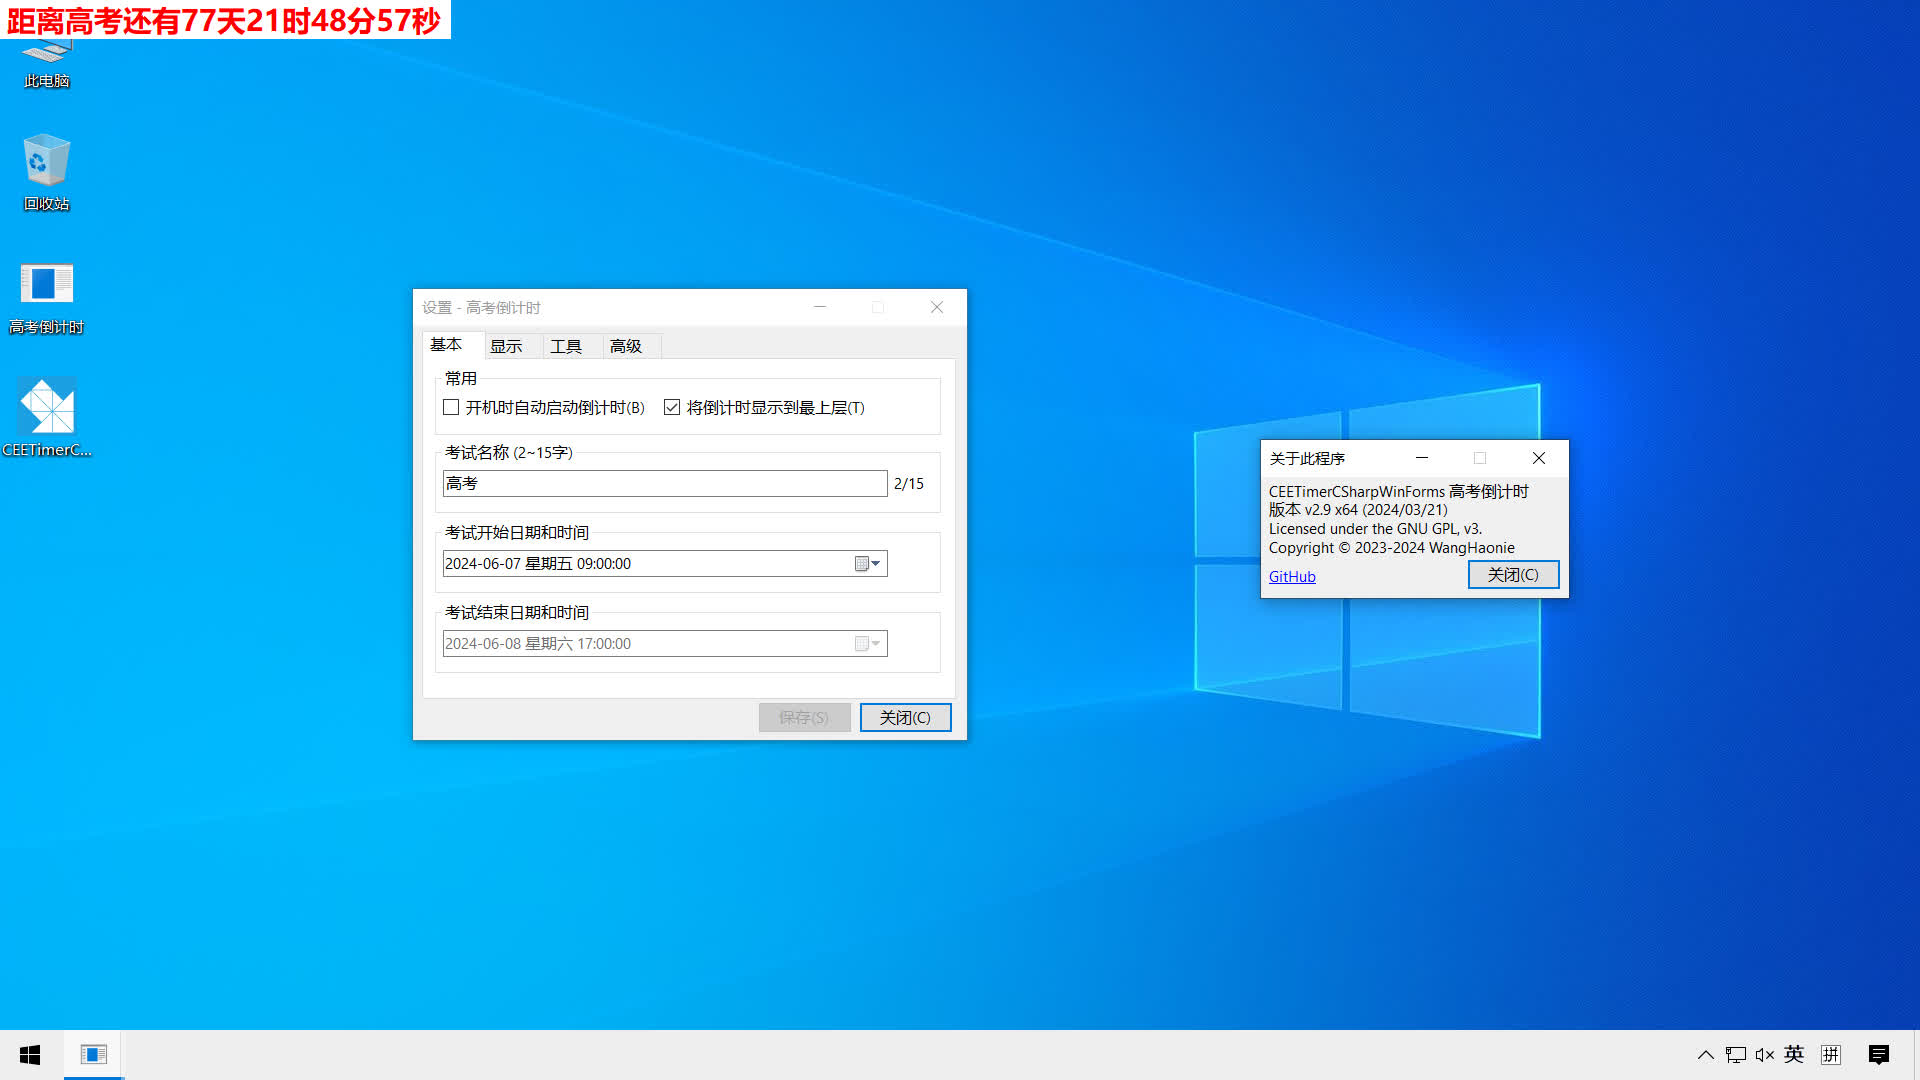 距离高考还有77天21时48分57秒
此电脑
回收站
高考倒计时
CEETimerC...
设置 - 高考倒计时
基本 显示 工具 高级
常用
开机时自动启动倒计时(B) 将倒计时显示到最上层(T)
考试名称 (2~15字)
高考 2/15
考试开始日期和时间
2024-06-07 星期五 09:00:00
考试结束日期和时间
2024-06-08 星期六 17:00:00
保存(S) 关闭(C)
关于此程序
CEETimerCSharpWinForms 高考倒计时
版本 v2.9 x64 (2024/03/21)
Licensed under the GNU GPL, v3.
Copyright © 2023-2024 WangHaonie
GitHub 关闭(C)
英 拼